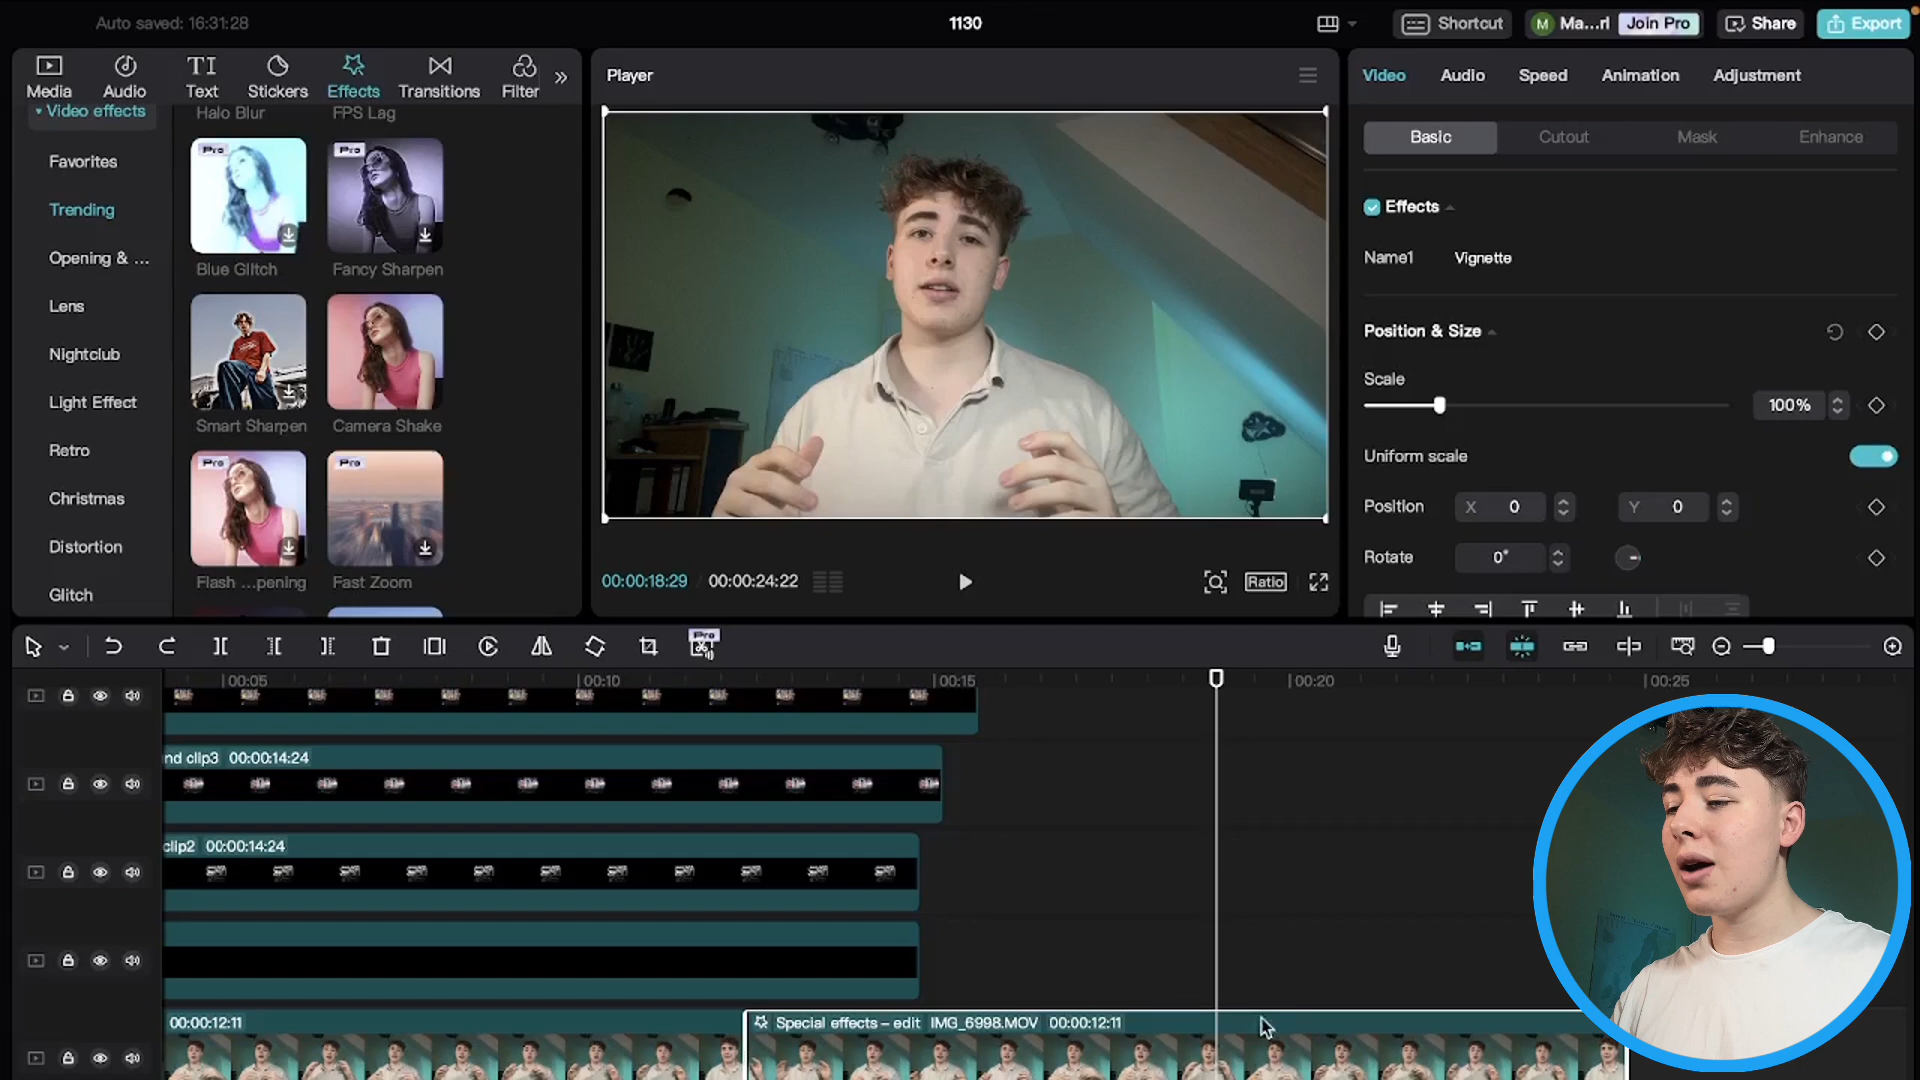 Auto saved: 16:31:28
1130
Shortcut
M Ma...rl Join Pro
Share
Export
Media
Audio
TI
Text
Stickers
Effects
Transitions
Filter
Video effects
Favorites
Trending
Opening & ...
Lens
Nightclub
Light Effect
Retro
Christmas
Distortion
Glitch
Halo Blur
FPS Lag
Pro
Pro
Blue Glitch
Fancy Sharpen
Smart Sharpen
Camera Shake
Pro
Pro
Flash ...pening
Fast Zoom
Player
00:00:18:29
00:00:24:22
Ratio
Video
Audio
Speed
Animation
Adjustment
Basic
Cutout
Mask
Enhance
Effects
Name1
Vignette
Position & Size
Scale
100%
Uniform scale
Position
X 0
Y 0
Rotate
0°
Pro
00:05
00:10
00:15
00:20
00:25
nd clip3 00:00:14:24
clip2 00:00:14:24
00:00:12:11
Special effects – edit IMG_6998.MOV 00:00:12:11